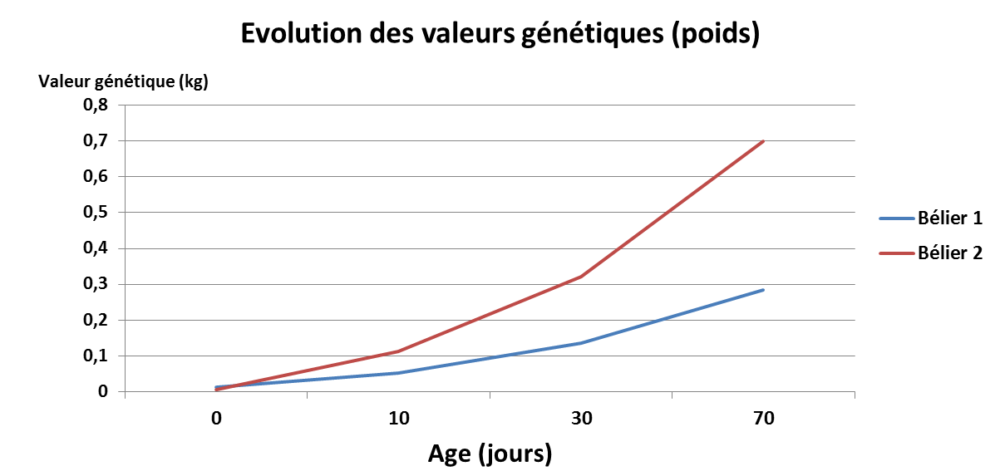 Evolution des valeurs génétiques (poids)
Valeur génétique (kg)
0,8
0,7
0,6
0,5
0,4
0,3
0,2
0,1
0
0 10 30 70
Age (jours)
Bélier 1
Bélier 2